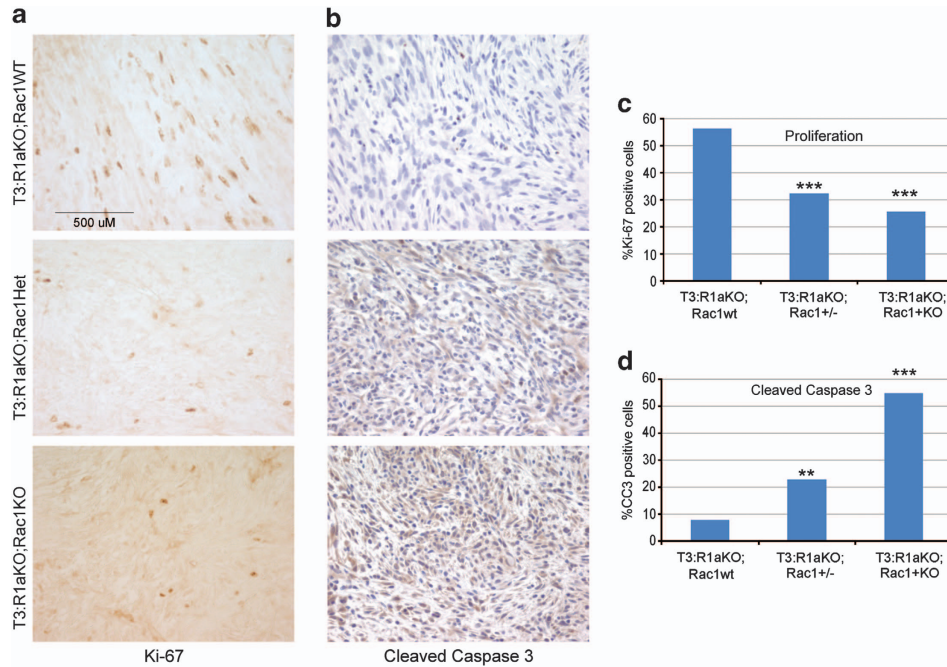 a
b
T3:R1aKO;Rac1WT
500 uM
T3:R1aKO;Rac1Het
T3:R1aKO;Rac1KO
Ki-67
Cleaved Caspase 3
c
60
50
40
30
20
10
0
%Ki-67 positive cells
Proliferation
***
***
T3:R1aKO;
Rac1wt
T3:R1aKO;
Rac1+/-
T3:R1aKO;
Rac1+KO
d
60
50
40
30
20
10
0
%CC3 positive cells
Cleaved Caspase 3
**
***
T3:R1aKO;
Rac1wt
T3:R1aKO;
Rac1+/-
T3:R1aKO;
Rac1+KO